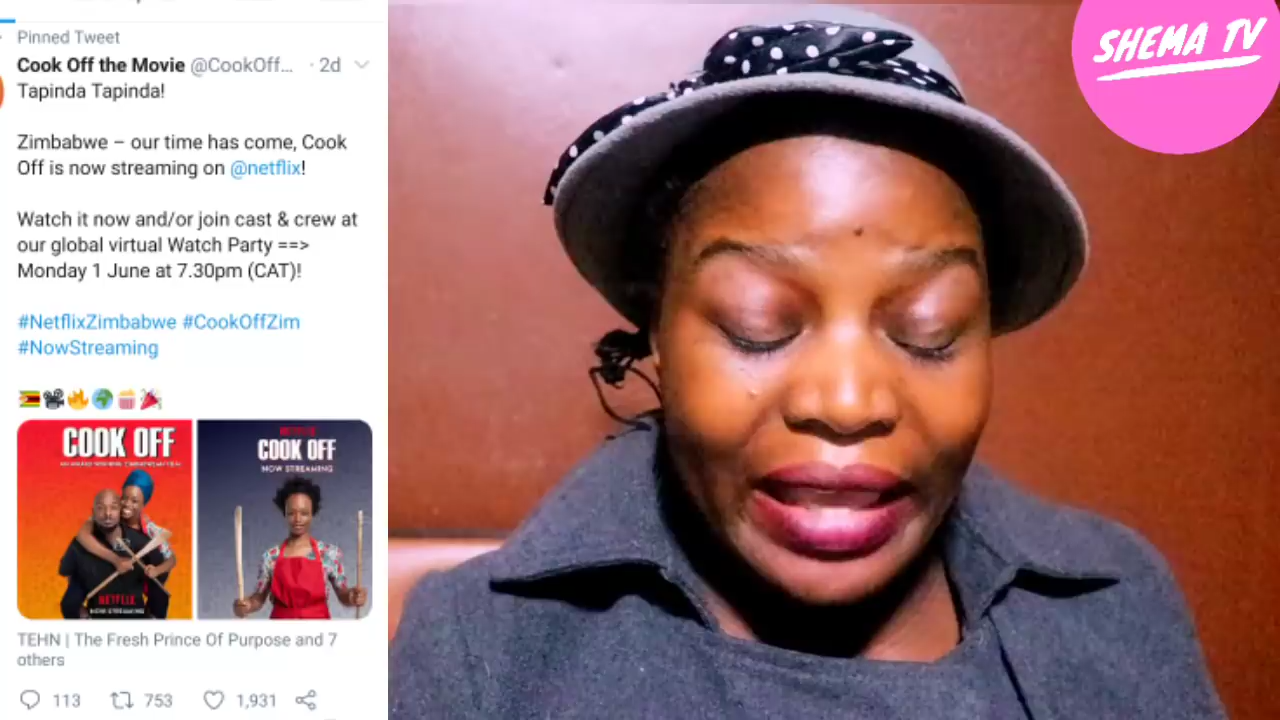 Pinned Tweet
Cook Off the Movie @CookOff... · 2d
Tapinda Tapinda!
Zimbabwe – our time has come, Cook
Off is now streaming on @netflix!
Watch it now and/or join cast & crew at
our global virtual Watch Party ==>
Monday 1 June at 7.30pm (CAT)!
#NetflixZimbabwe #CookOffZim
#NowStreaming
COOK OFF
NETFLIX
NOW STREAMING
COOK OFF
NOW STREAMING
TEHN | The Fresh Prince Of Purpose and 7
others
113 753 1,931
SHEMA TV